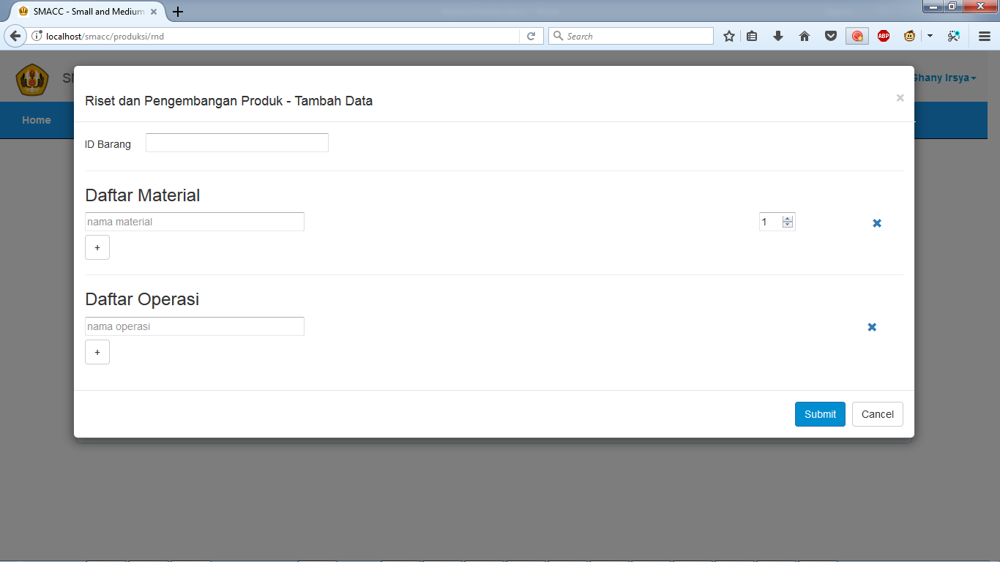 SMACC - Small and Medium
localhost/smacc/produksi/rnd
Search
ABP
Ghany Irsya
Riset dan Pengembangan Produk - Tambah Data
Home
ID Barang
Daftar Material
nama material
1
+
Daftar Operasi
nama operasi
+
Submit
Cancel